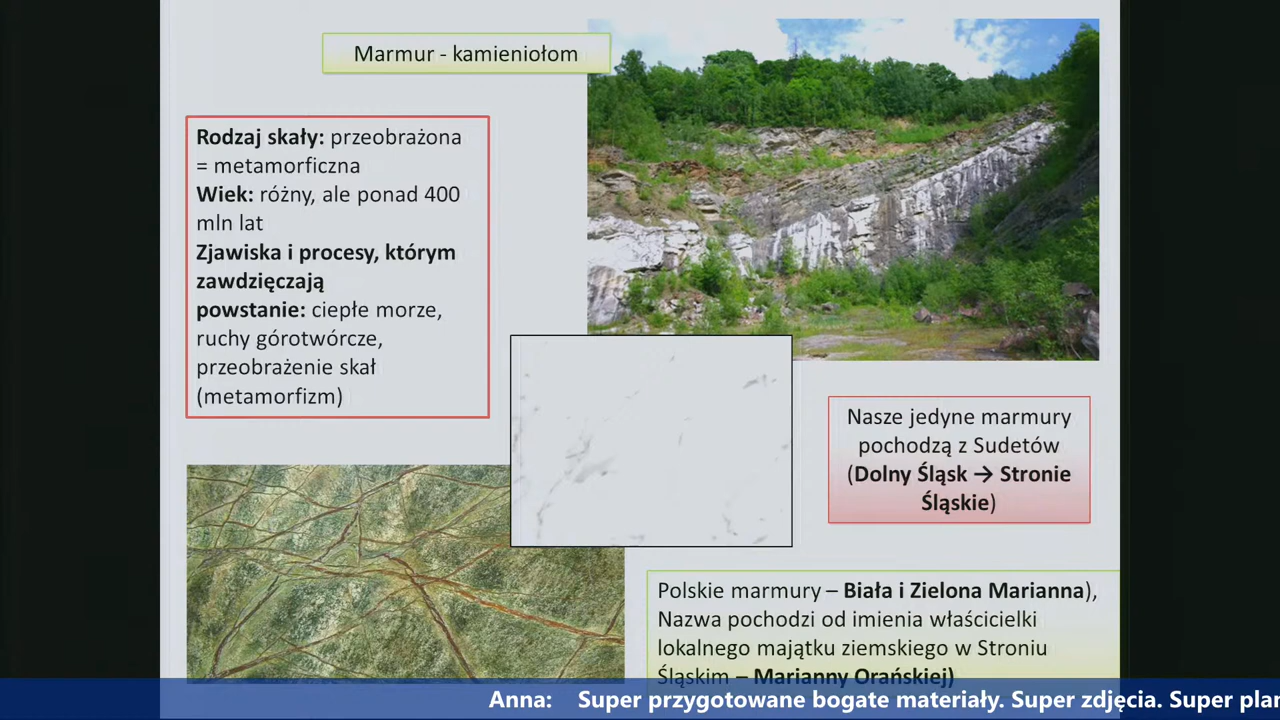 Marmur - kamieniołom
Rodzaj skały: przeobrażona
= metamorficzna
Wiek: różny, ale ponad 400
mln lat
Zjawiska i procesy, którym
zawdzięczają
powstanie: ciepłe morze,
ruchy górotwórcze,
przeobrażenie skał
(metamorfizm)
Nasze jedyne marmury
pochodzą z Sudetów
(Dolny Śląsk → Stronie
Śląskie)
Polskie marmury – Biała i Zielona Marianna),
Nazwa pochodzi od imienia właścicielki
lokalnego majątku ziemskiego w Stroniu
Śląskim – Marianny Orańskiej)
Anna: Super przygotowane bogate materiały. Super zdjęcia. Super